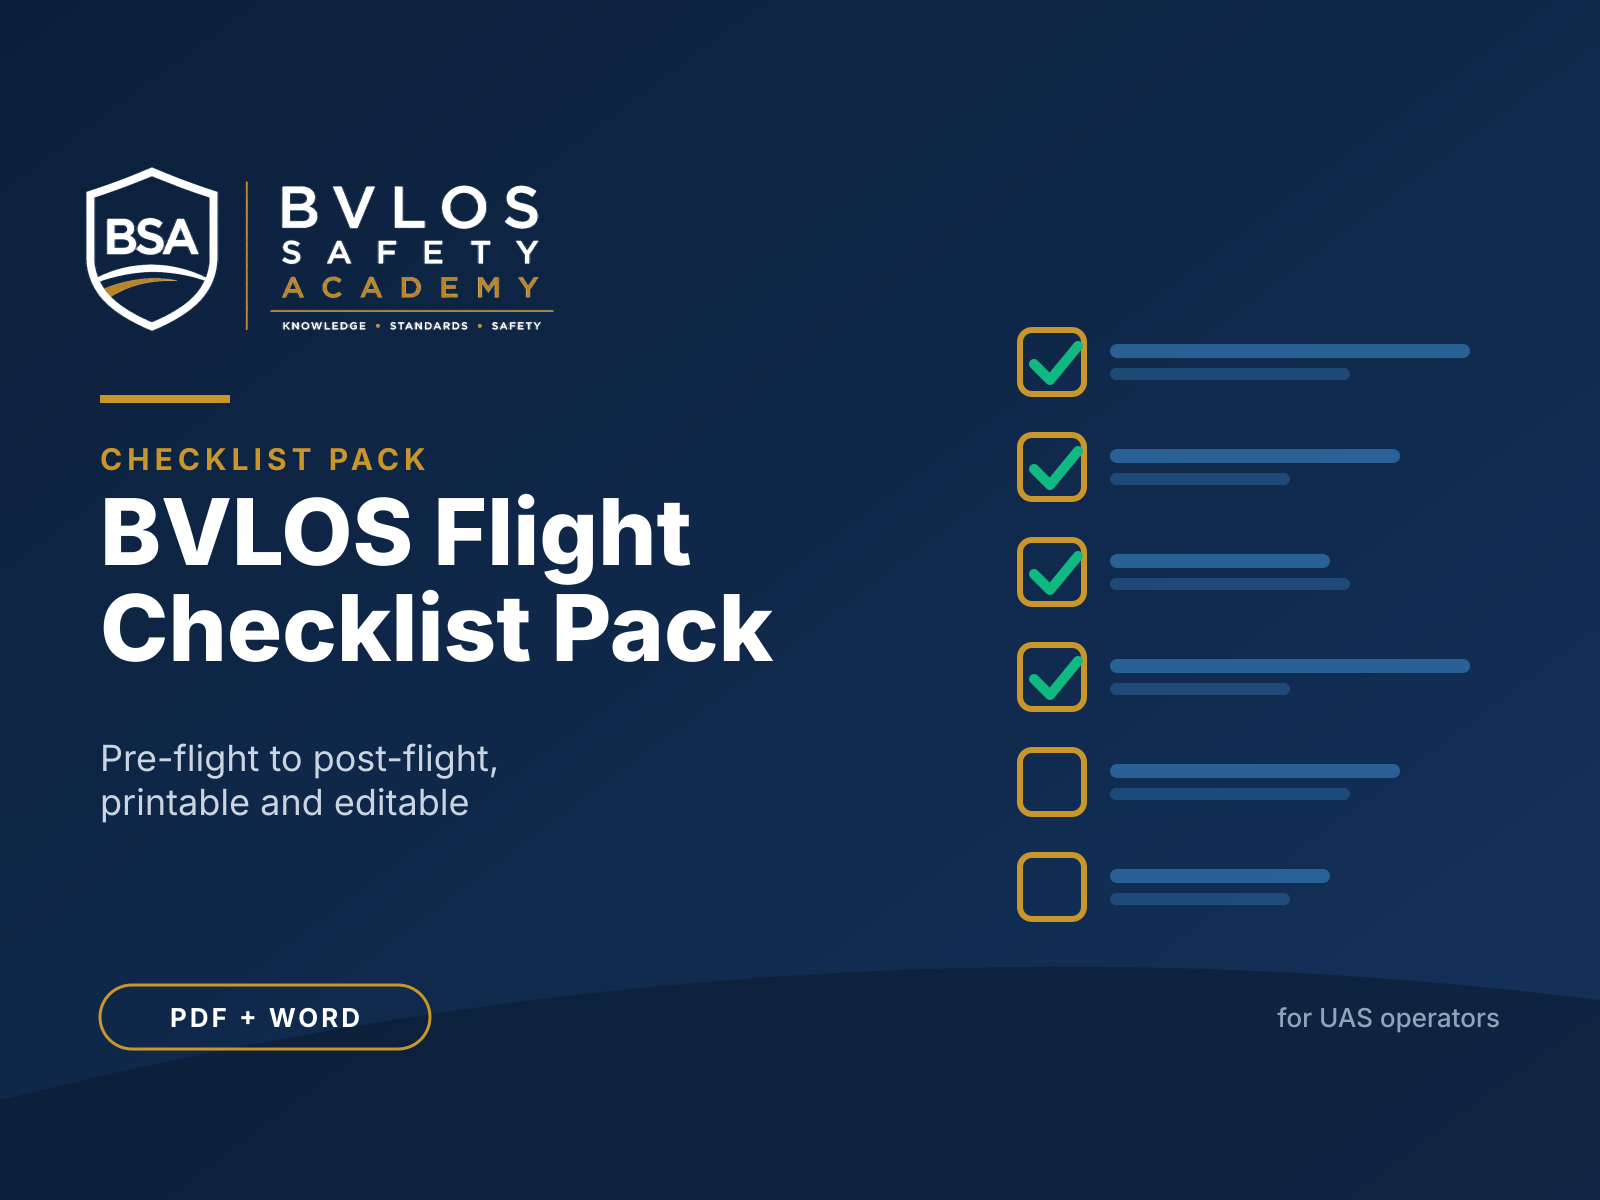 BSA
BVLOS
SAFETY
ACADEMY
KNOWLEDGE • STANDARDS • SAFETY
CHECKLIST PACK
BVLOS Flight
Checklist Pack
Pre-flight to post-flight,
printable and editable
PDF + WORD
for UAS operators